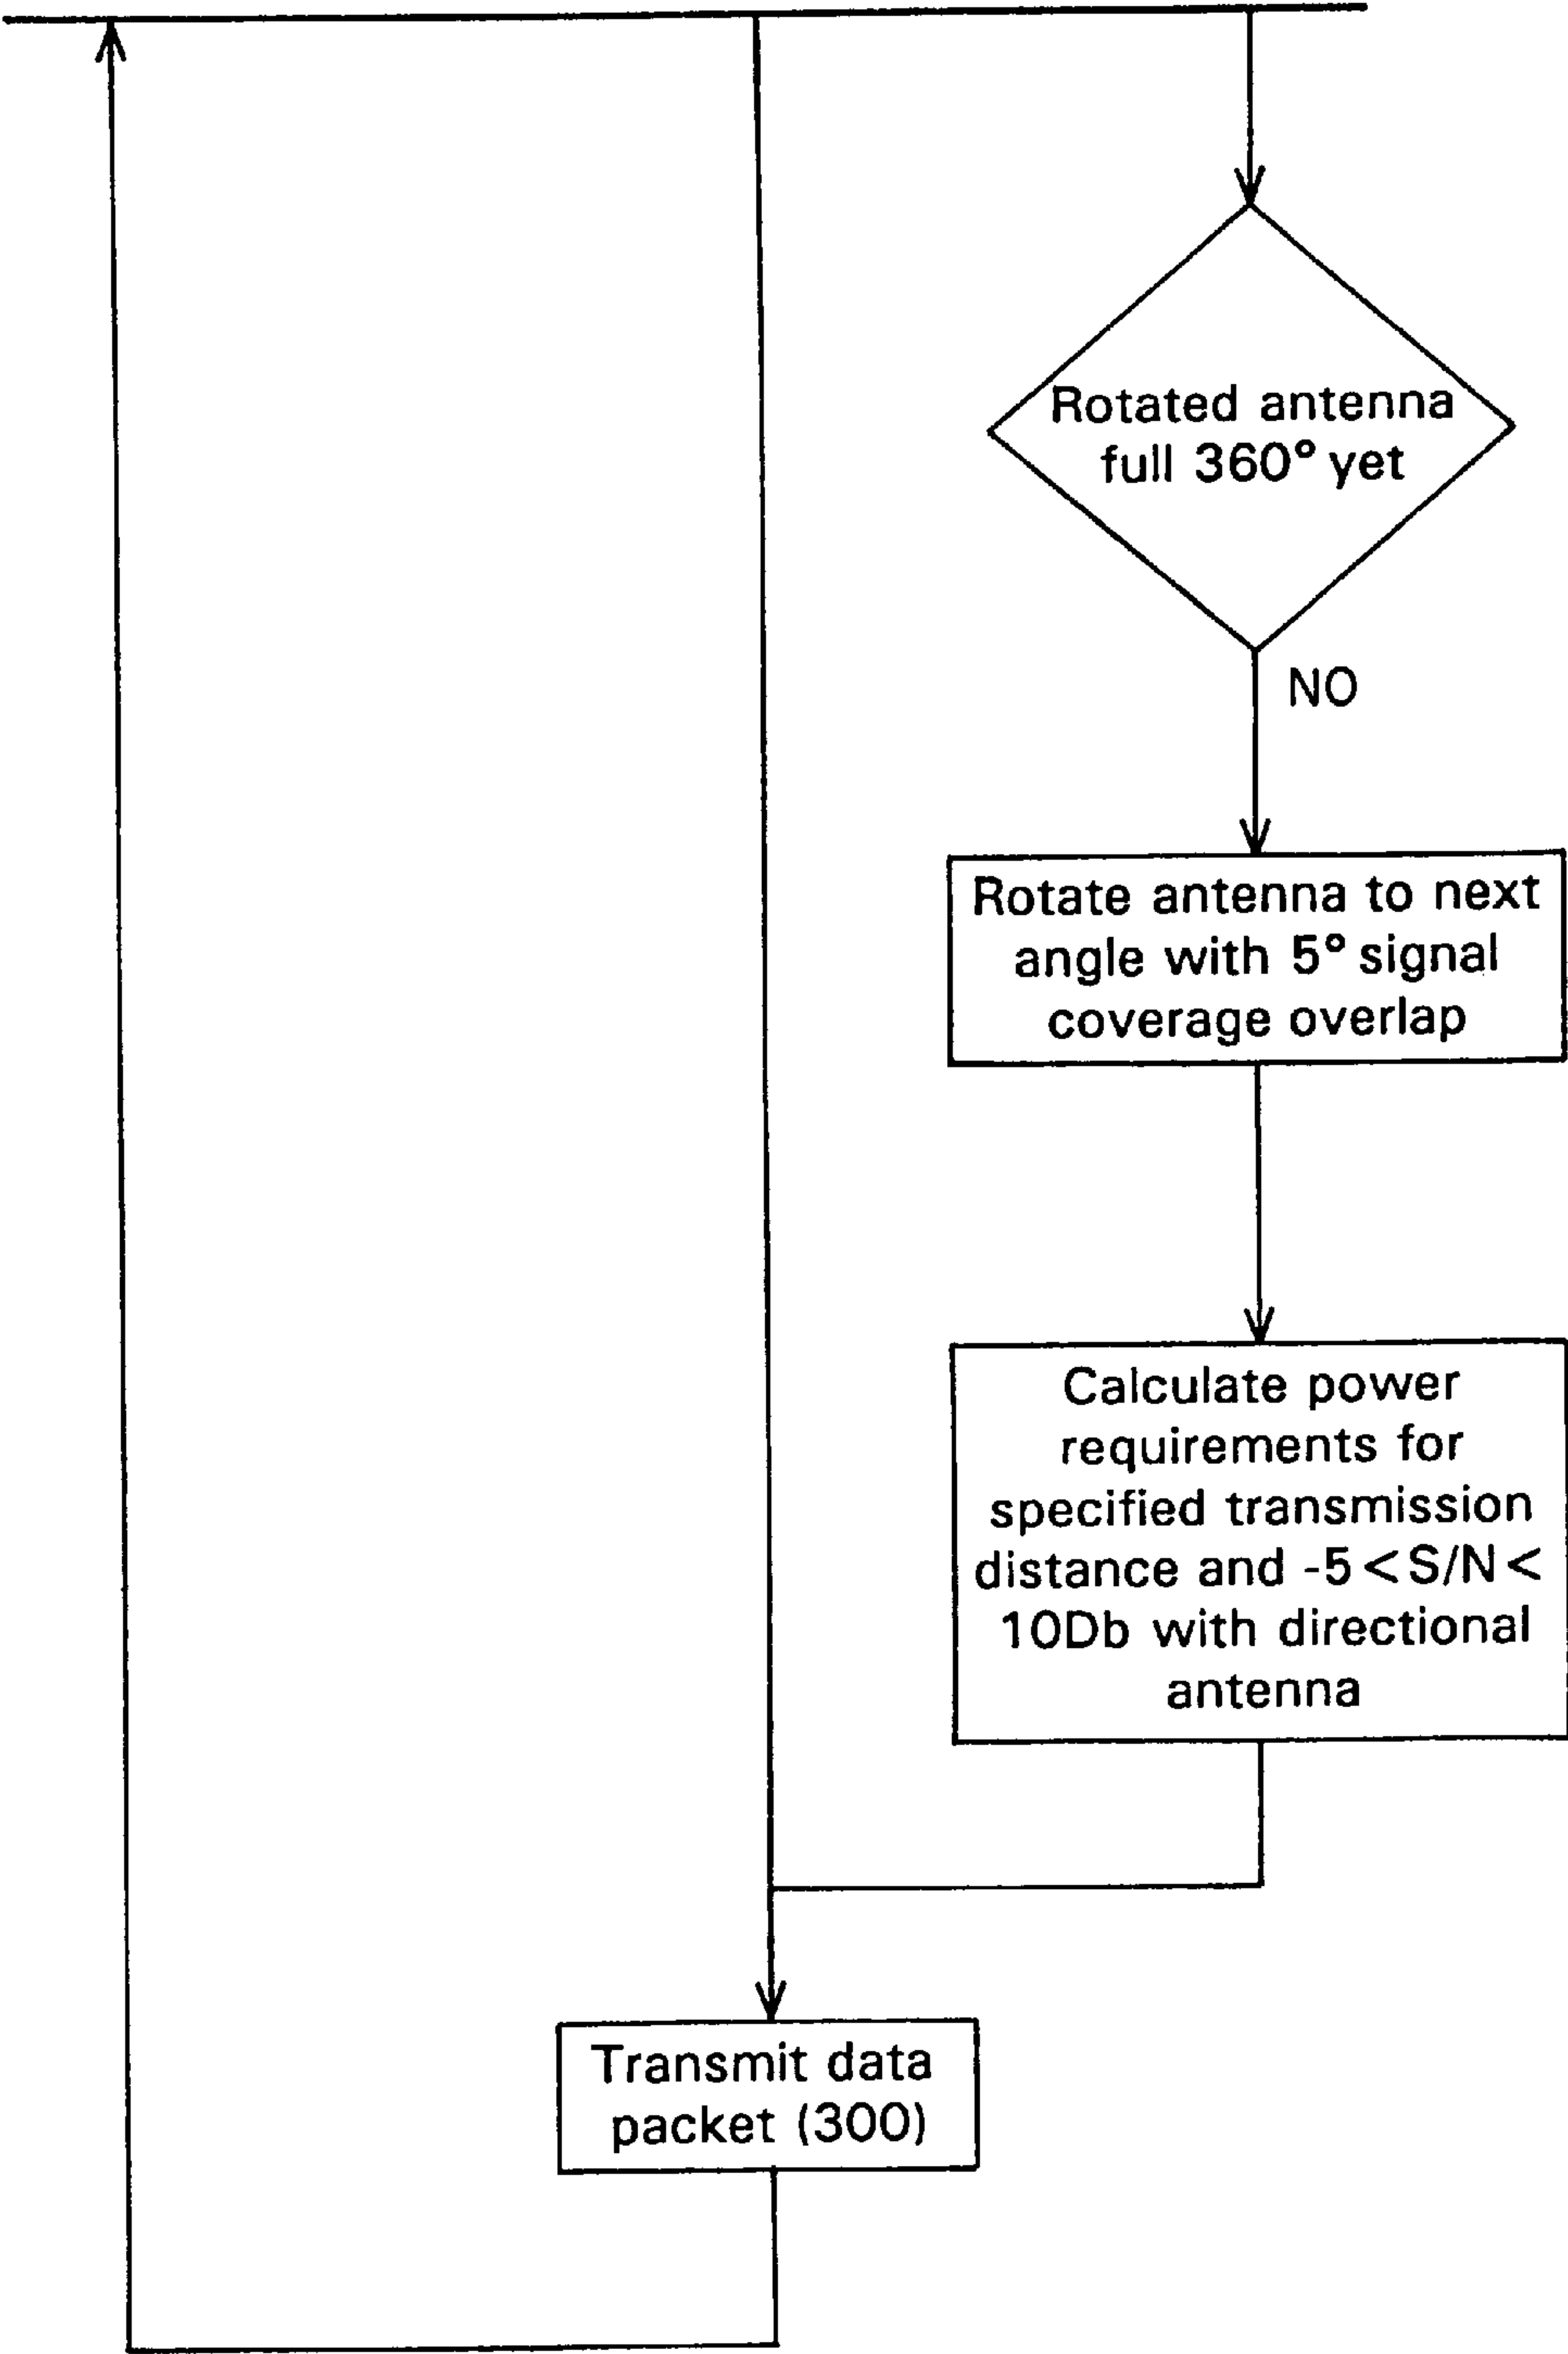 Rotated antenna
full 360° yet
NO
Rotate antenna to next
angle with 5° signal
coverage overlap
Calculate power
requirements for
specified transmission
distance and -5<S/N<
10Db with directional
antenna
Transmit data
packet (300)